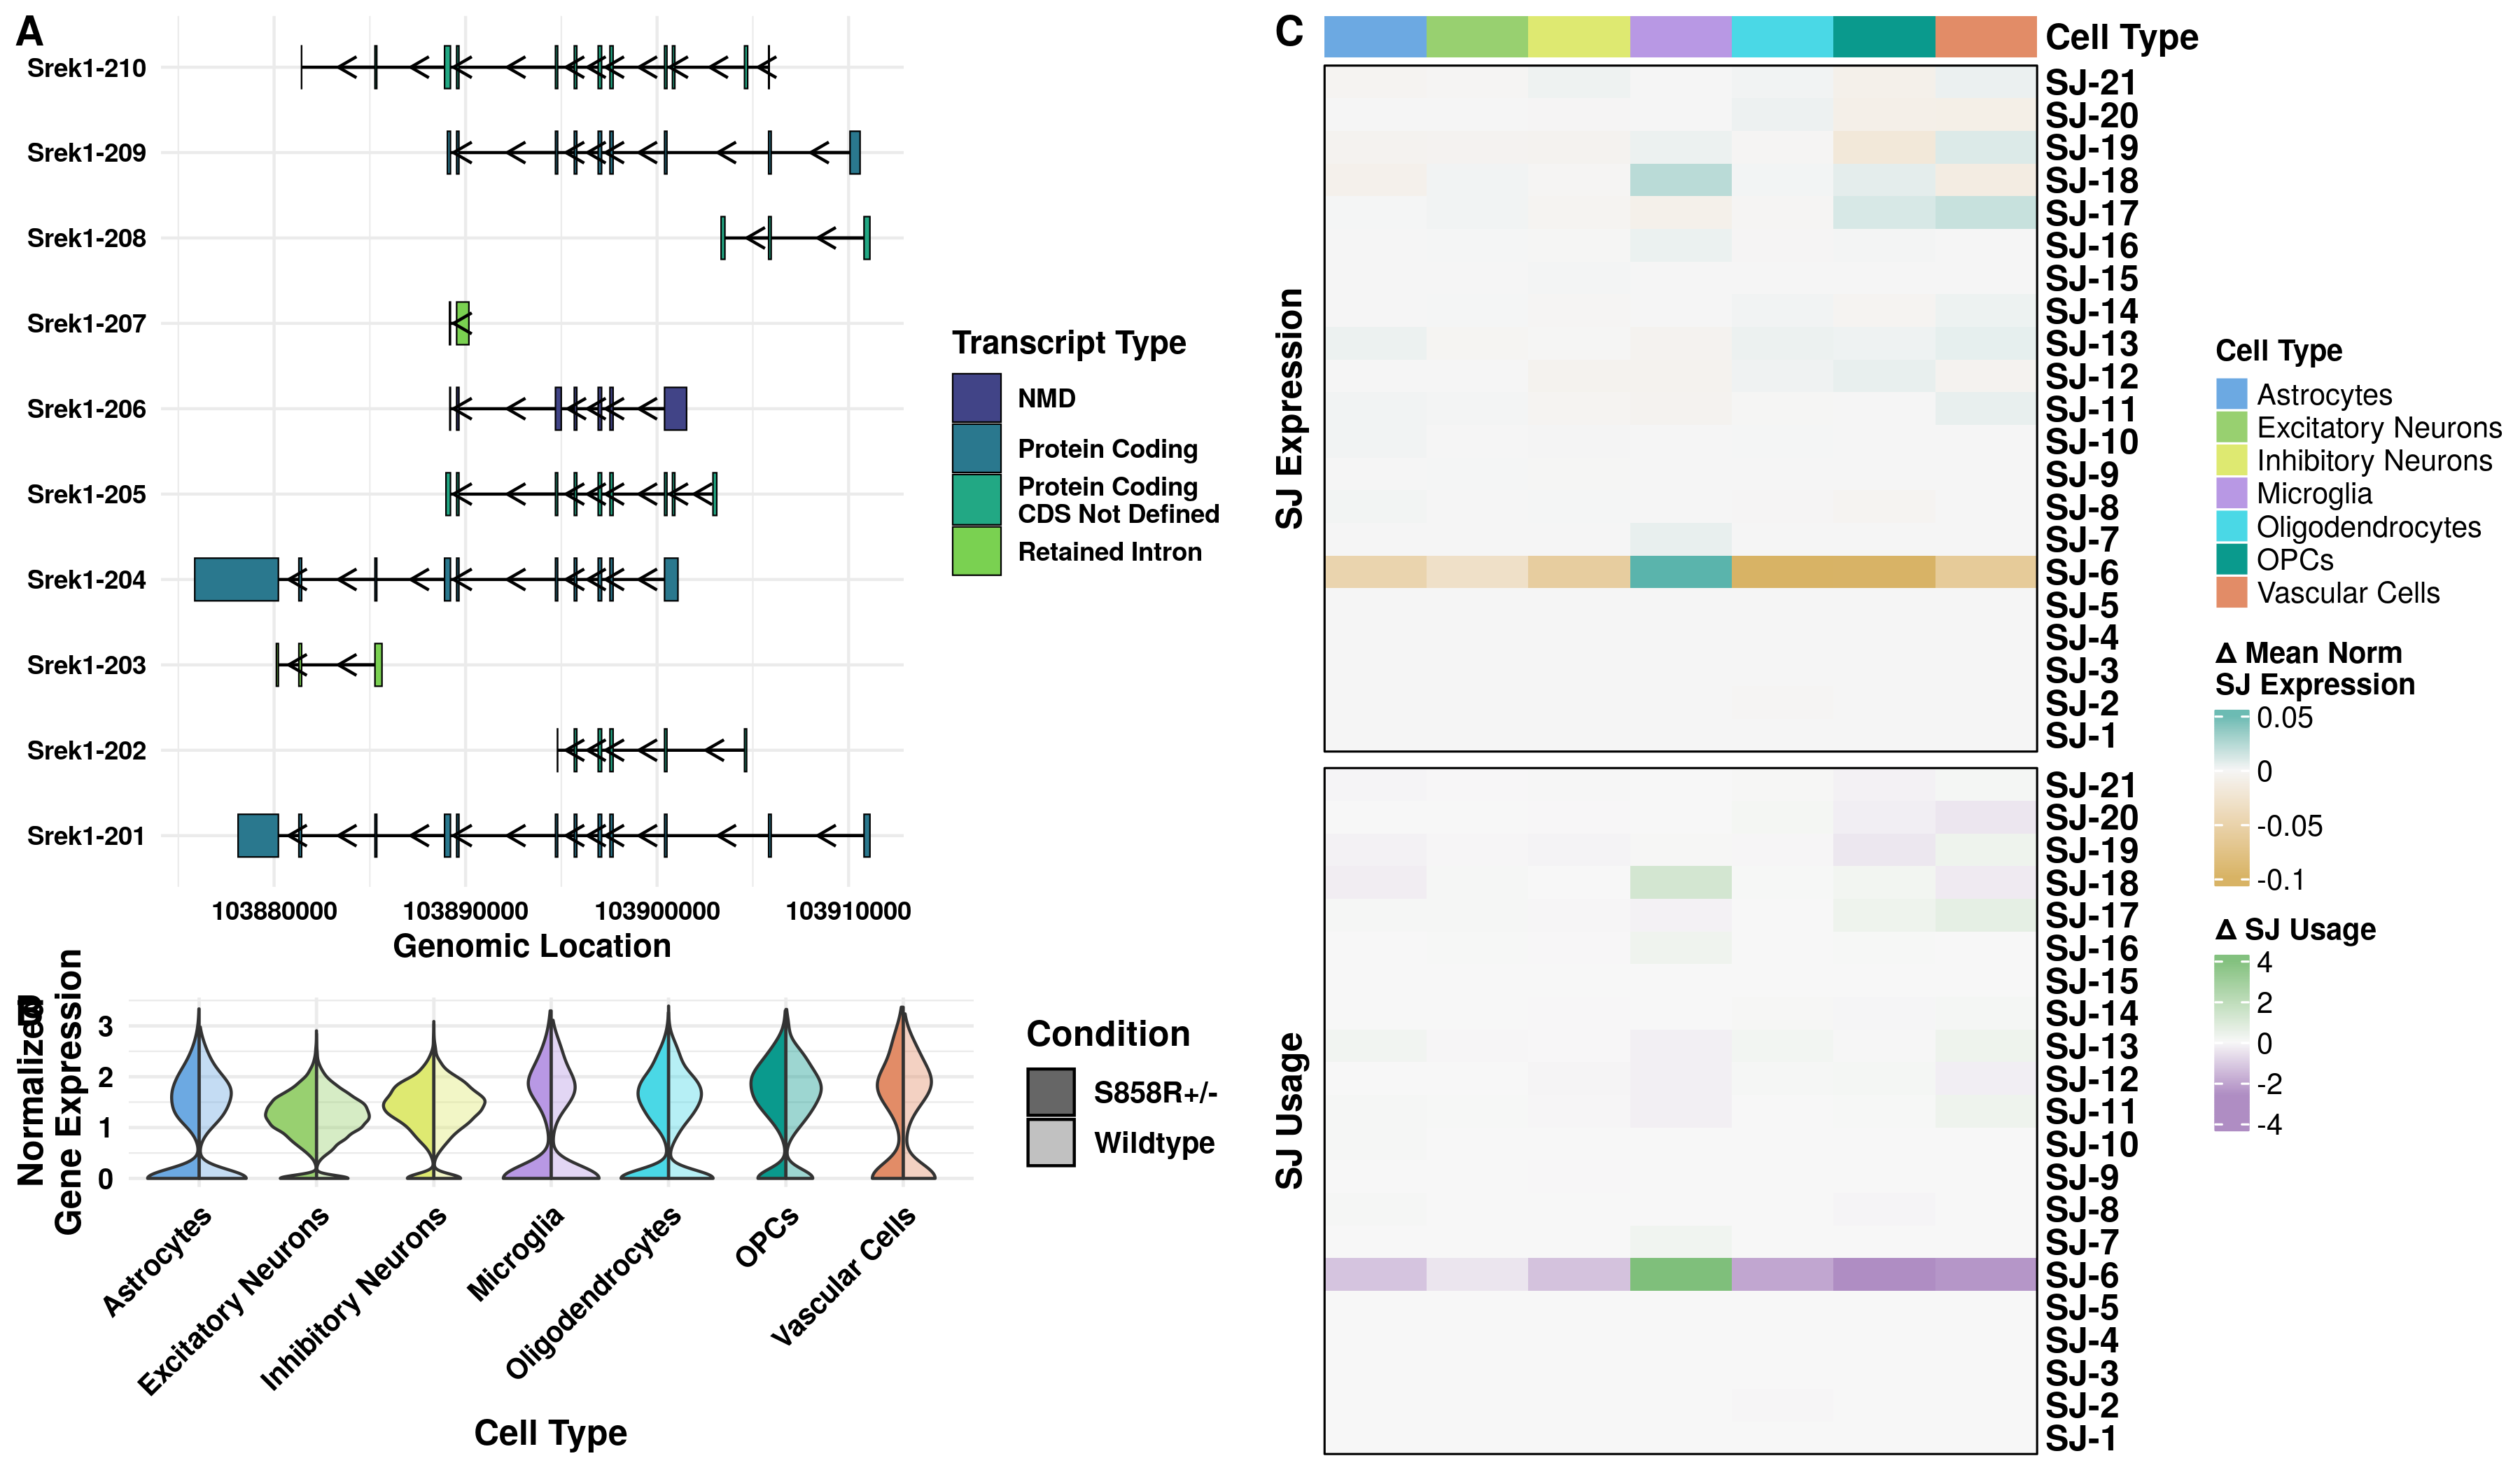 A
Srek1-210
Srek1-209
Srek1-208
Srek1-207
Srek1-206
Srek1-205
Srek1-204
Srek1-203
Srek1-202
Srek1-201
103880000
103890000
103900000
103910000
Genomic Location
Transcript Type
NMD
Protein Coding
Protein Coding
CDS Not Defined
Retained Intron
Normalized
Gene Expression
3
2
1
0
Astrocytes
Excitatory Neurons
Inhibitory Neurons
Microglia
Oligodendrocytes
OPCs
Vascular Cells
Cell Type
Condition
S858R+/-
Wildtype
C
Cell Type
SJ Expression
SJ-21
SJ-20
SJ-19
SJ-18
SJ-17
SJ-16
SJ-15
SJ-14
SJ-13
SJ-12
SJ-11
SJ-10
SJ-9
SJ-8
SJ-7
SJ-6
SJ-5
SJ-4
SJ-3
SJ-2
SJ-1
SJ Usage
SJ-21
SJ-20
SJ-19
SJ-18
SJ-17
SJ-16
SJ-15
SJ-14
SJ-13
SJ-12
SJ-11
SJ-10
SJ-9
SJ-8
SJ-7
SJ-6
SJ-5
SJ-4
SJ-3
SJ-2
SJ-1
Cell Type
Astrocytes
Excitatory Neurons
Inhibitory Neurons
Microglia
Oligodendrocytes
OPCs
Vascular Cells
Δ Mean Norm
SJ Expression
0.05
0
-0.05
-0.1
Δ SJ Usage
4
2
0
-2
-4